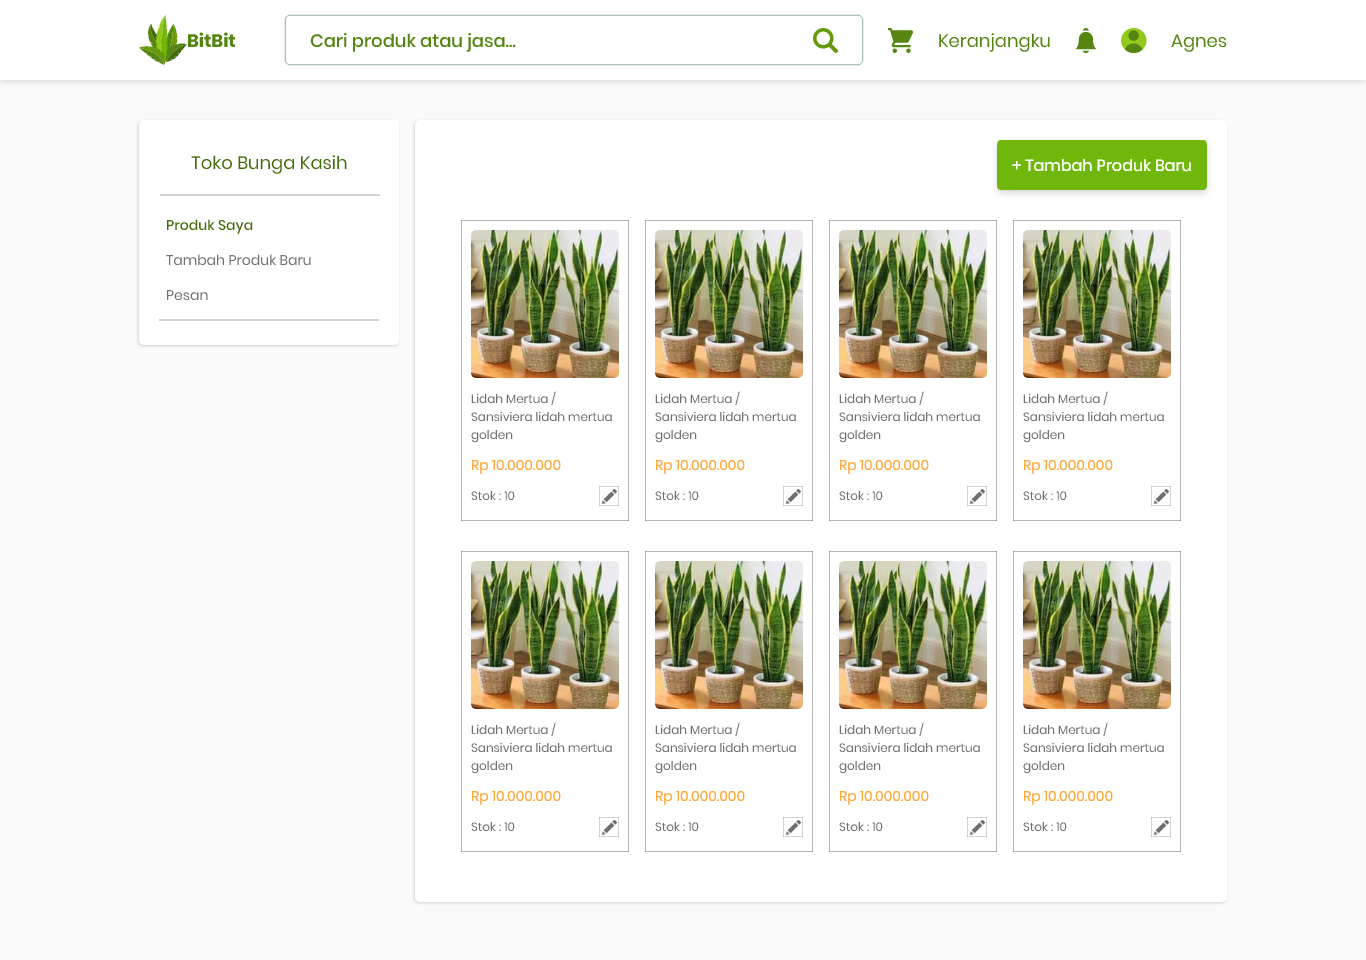 BitBit
Cari produk atau jasa...
Keranjangku
Agnes
Toko Bunga Kasih
Produk Saya
Tambah Produk Baru
Pesan
+ Tambah Produk Baru
Lidah Mertua /
Sansiviera lidah mertua
golden
Rp 10.000.000
Stok : 10
Lidah Mertua /
Sansiviera lidah mertua
golden
Rp 10.000.000
Stok : 10
Lidah Mertua /
Sansiviera lidah mertua
golden
Rp 10.000.000
Stok : 10
Lidah Mertua /
Sansiviera lidah mertua
golden
Rp 10.000.000
Stok : 10
Lidah Mertua /
Sansiviera lidah mertua
golden
Rp 10.000.000
Stok : 10
Lidah Mertua /
Sansiviera lidah mertua
golden
Rp 10.000.000
Stok : 10
Lidah Mertua /
Sansiviera lidah mertua
golden
Rp 10.000.000
Stok : 10
Lidah Mertua /
Sansiviera lidah mertua
golden
Rp 10.000.000
Stok : 10